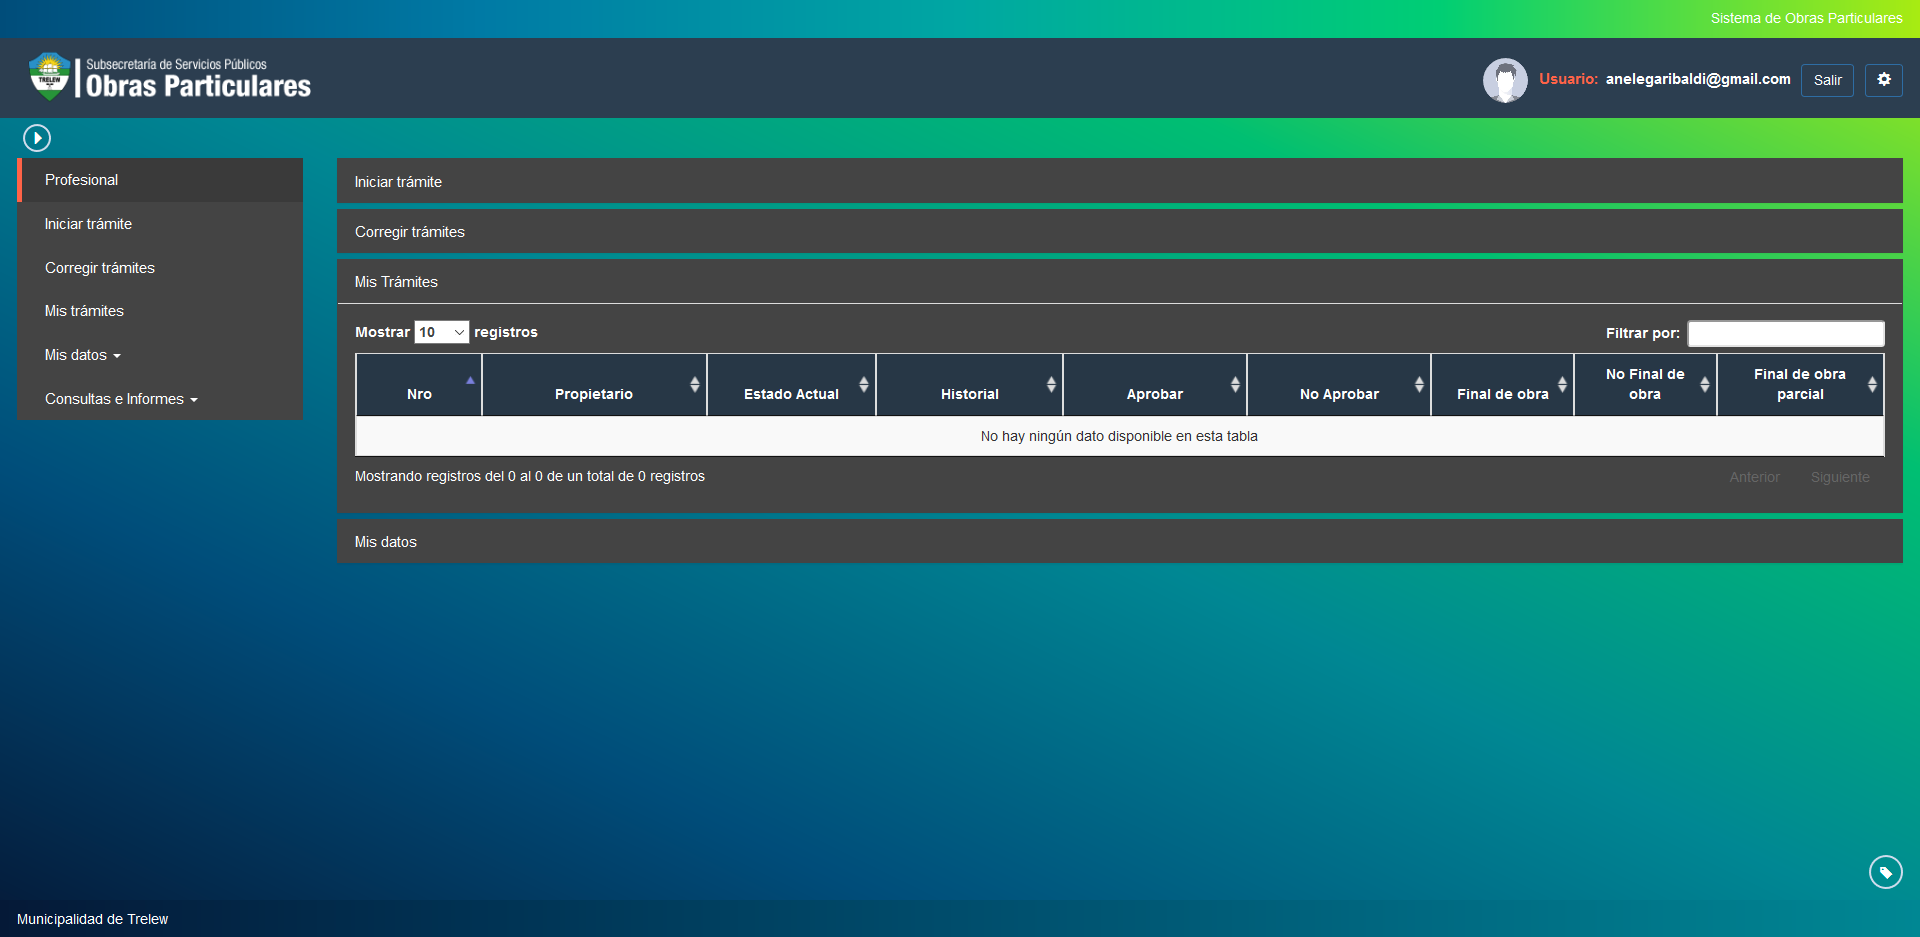 Sistema de Obras Particulares
TRELEW
Subsecretaría de Servicios Públicos
Obras Particulares
Usuario: anelegaribaldi@gmail.com
Salir
Profesional
Iniciar trámite
Corregir trámites
Mis trámites
Mis datos
Consultas e Informes
Iniciar trámite
Corregir trámites
Mis Trámites
Mostrar 10 registros
Filtrar por:
Nro
Propietario
Estado Actual
Historial
Aprobar
No Aprobar
Final de obra
No Final de
obra
Final de obra
parcial
No hay ningún dato disponible en esta tabla
Mostrando registros del 0 al 0 de un total de 0 registros
Anterior
Siguiente
Mis datos
Municipalidad de Trelew